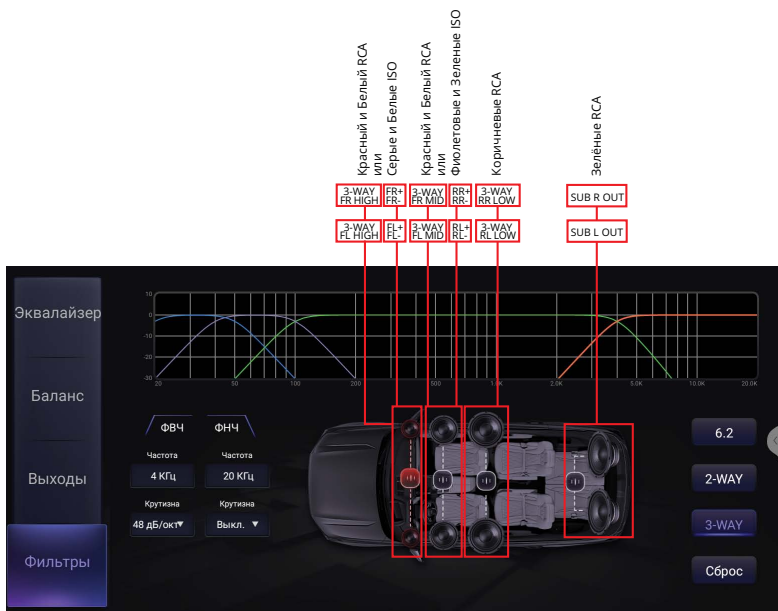 Красный и Белый RCA
или
Серые и Белые ISO
Красный и Белый RCA
или
Фиолетовые и Зеленые ISO
Коричневые RCA
Зелёные RCA
3-WAY
FR HIGH
FR+
FR-
3-WAY
FR MID
RR+
RR-
3-WAY
RR LOW
SUB R OUT
3-WAY
FL HIGH
FL+
FL-
3-WAY
FL MID
RL+
RL-
3-WAY
RL LOW
SUB L OUT
Эквалайзер
Баланс
Выходы
Фильтры
10
0
-10
-20
-30
20
50
100
200
500
1.0K
2.0K
5.0K
10.0K
20.0K
ФВЧ
ФНЧ
Частота
Частота
4 КГц
20 КГц
Крутизна
Крутизна
48 дБ/окт▼
Выкл. ▼
6.2
2-WAY
3-WAY
Сброс